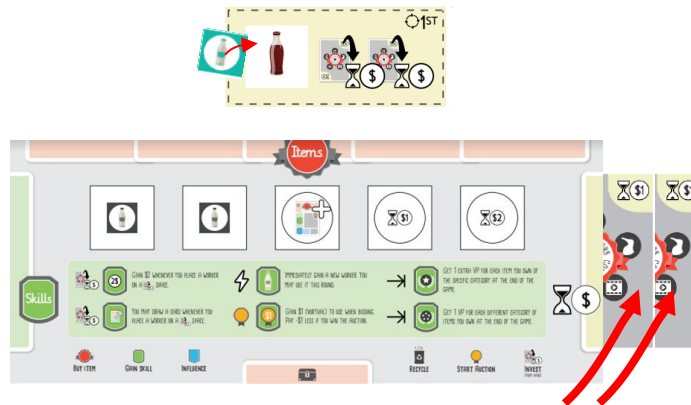 1ST
$ $
Items
$1 $1
$1 $2
2$ GAIN $2 WHENEVER YOU PLACE A WORKER ON A SPACE.
IMMEDIATELY GAIN A NEW WORKER. YOU MAY USE IT THIS ROUND.
GET 1 EXTRA VP FOR EACH ITEM YOU OWN OF THE SPECIFIC CATEGORY AT THE END OF THE GAME.
Skills
$
YOU MAY DRAW A CARD WHENEVER YOU PLACE A WORKER ON A SPACE.
GAIN $1 (VIRTUAL) TO USE WHEN BIDDING. PAY -$1 LESS IF YOU WIN THE AUCTION.
GET 1 VP FOR EACH DIFFERENT CATEGORY OF ITEMS YOU OWN AT THE END OF THE GAME.
BUY ITEM GAIN SKILL INFLUENCE RECYCLE START AUCTION INVEST